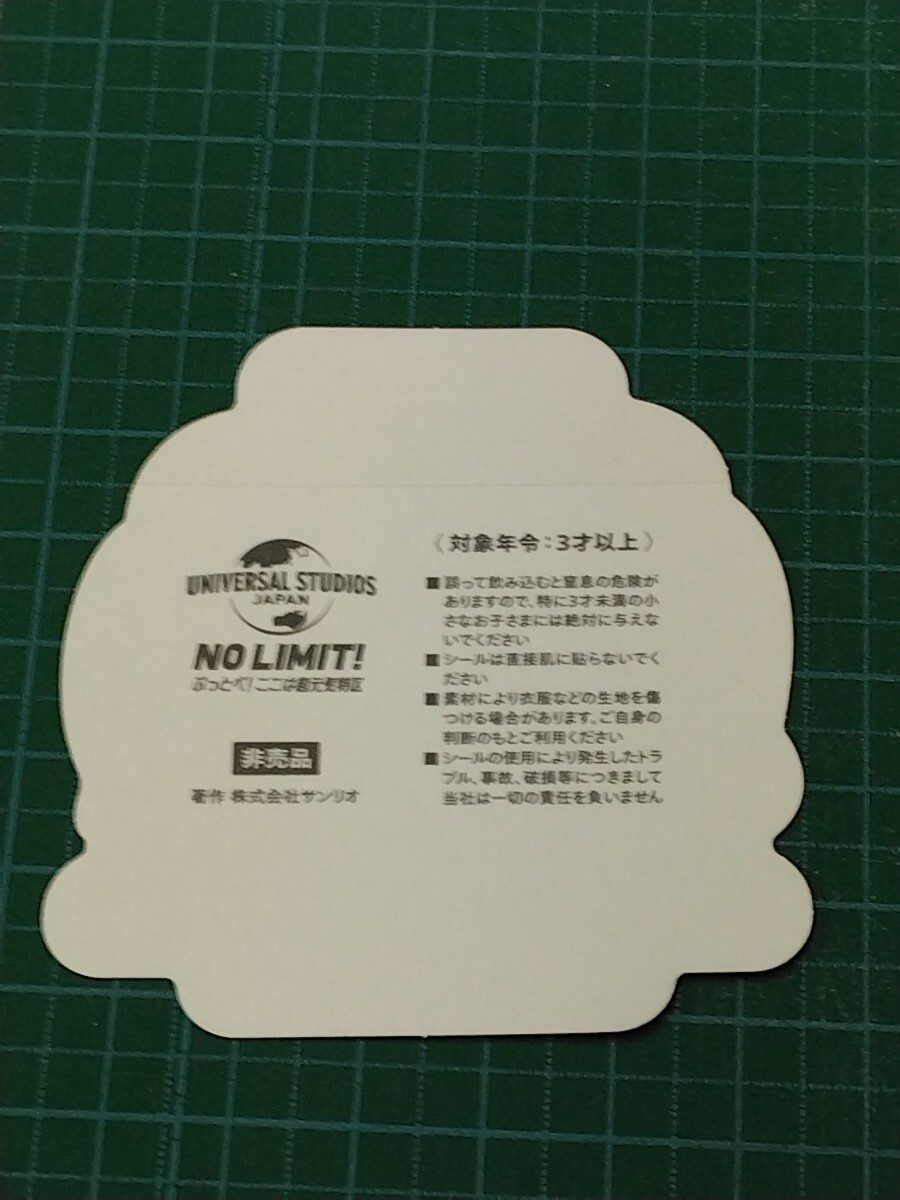 UNIVERSAL STUDIOS
JAPAN
NO LIMIT!
ぶっとべ!ここは超元気特区
非売品
著作 株式会社サンリオ
《対象年令:3才以上》
■誤って飲み込むと窒息の危険が
ありますので、特に3才未満の小
さなお子さまには絶対に与えな
いでください
■シールは直接肌に貼らないでく
ださい
■素材により衣服などの生地を傷
つける場合があります。ご自身の
判断のもとご利用ください
■シールの使用により発生したトラ
ブル、事故、破損等につきまして
当社は一切の責任を負いません